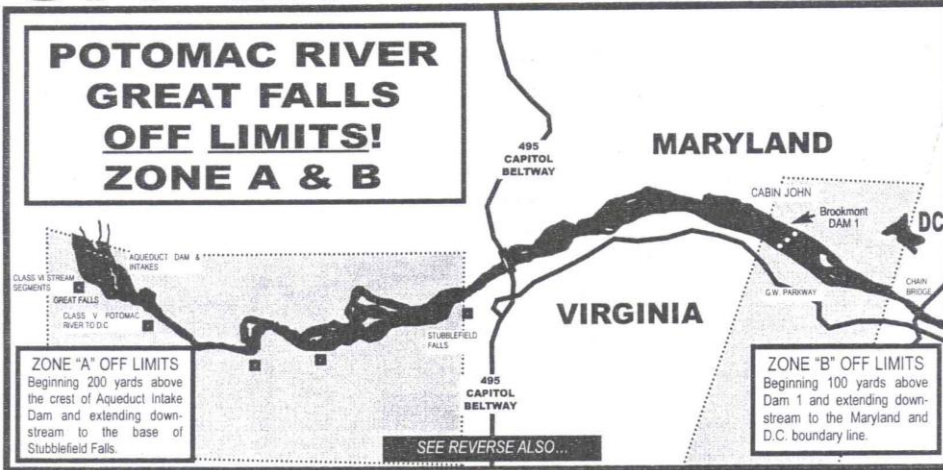 POTOMAC RIVER
GREAT FALLS
OFF LIMITS!
ZONE A & B
495
CAPITOL
BELTWAY
MARYLAND
CABIN JOHN
Brookmont
DAM 1
DC
AQUEDUCT DAM &
INTAKES
CLASS VI STREAM
SEGMENTS
GREAT FALLS
CLASS V POTOMAC
RIVER TO D.C.
STUBBLEFIELD
FALLS
VIRGINIA
G.W. PARKWAY
CHAIN
BRIDGE
ZONE "A" OFF LIMITS
Beginning 200 yards above
the crest of Aqueduct Intake
Dam and extending down-
stream to the base of
Stubblefield Falls.
495
CAPITOL
BELTWAY
ZONE "B" OFF LIMITS
Beginning 100 yards above
Dam 1 and extending down-
stream to the Maryland and
D.C. boundary line.
SEE REVERSE ALSO...